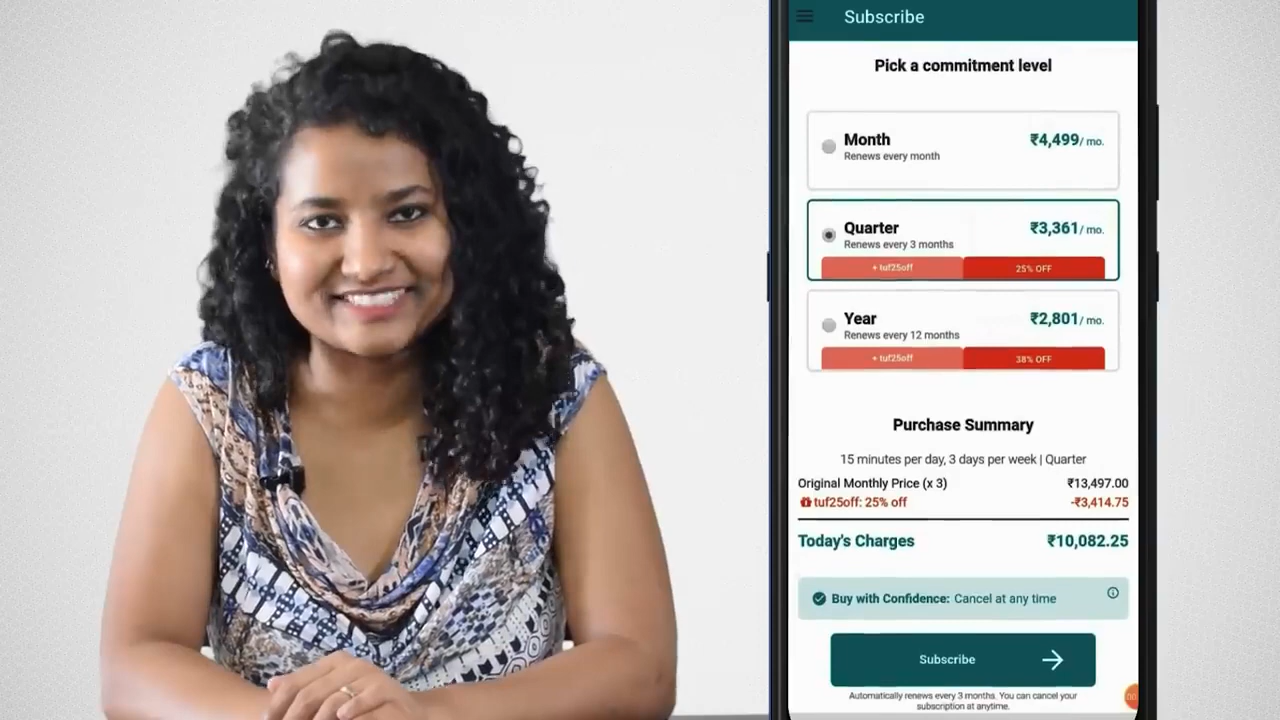 Subscribe
Pick a commitment level
Month ₹4,499/ mo.
Renews every month
Quarter ₹3,361/ mo.
Renews every 3 months
+ tuf25off 25% OFF
Year ₹2,801/ mo.
Renews every 12 months
+ tuf25off 38% OFF
Purchase Summary
15 minutes per day, 3 days per week | Quarter
Original Monthly Price (x 3) ₹13,497.00
tuf25off: 25% off -₹3,414.75
Today's Charges ₹10,082.25
Buy with Confidence: Cancel at any time
Subscribe
Automatically renews every 3 months. You can cancel your
subscription at anytime.